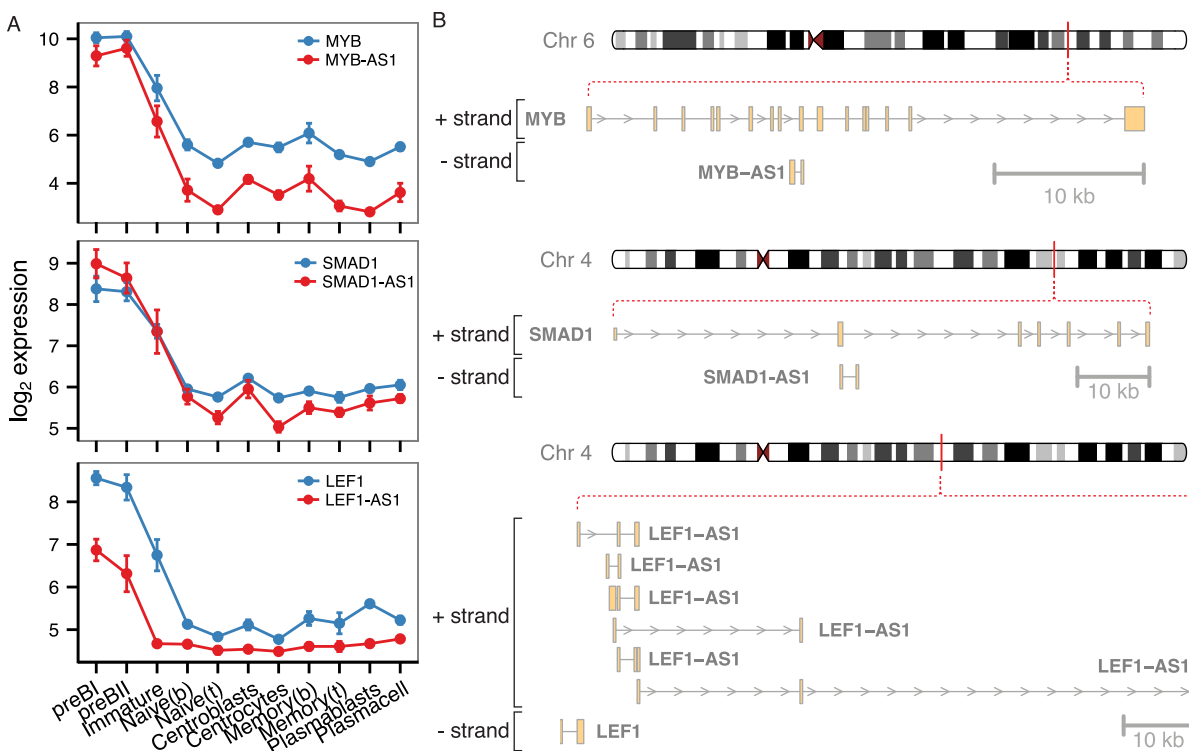 A
B
log2 expression
10
8
6
4
MYB
MYB-AS1
9
8
7
6
5
SMAD1
SMAD1-AS1
8
7
6
5
LEF1
LEF1-AS1
preBI
preBII
Immature
Naive(b)
Naive(t)
Centroblasts
Centrocytes
Memory(b)
Memory(t)
Plasmablasts
Plasmacell
Chr 6
+ strand
MYB
- strand
MYB-AS1
10 kb
Chr 4
+ strand
SMAD1
- strand
SMAD1-AS1
10 kb
Chr 4
LEF1-AS1
LEF1-AS1
LEF1-AS1
+ strand
LEF1-AS1
LEF1-AS1
LEF1-AS1
- strand
LEF1
10 kb